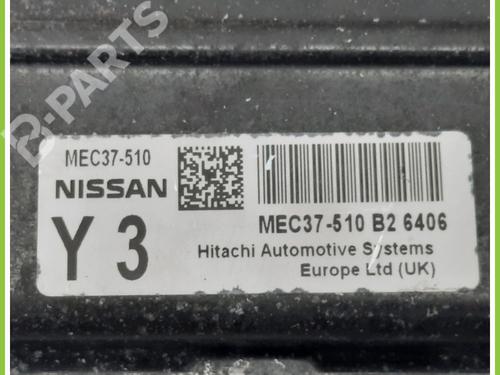 B-PARTS
MEC37-510
NISSAN
Y 3
MEC37-510 B2 6406
Hitachi Automotive Systems
Europe Ltd (UK)